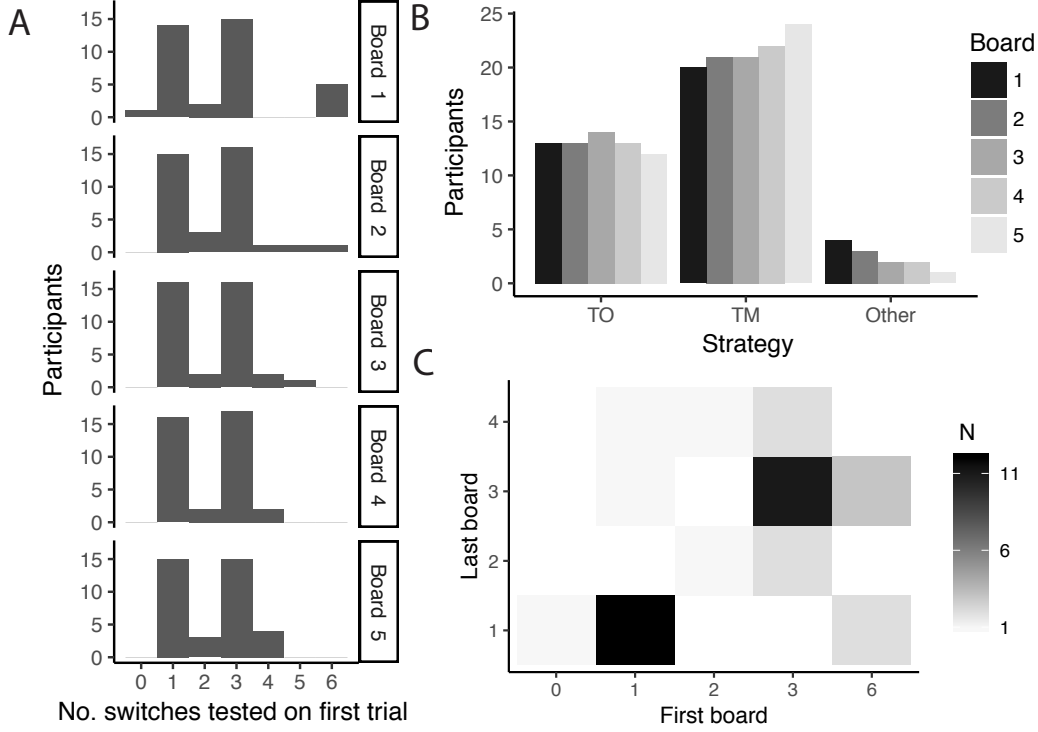 A
Participants
15
10
5
0
Board 1
15
10
5
0
Board 2
15
10
5
0
Board 3
15
10
5
0
Board 4
15
10
5
0
Board 5
0 1 2 3 4 5 6
No. switches tested on first trial
B
Participants
25
20
15
10
5
0
TO TM Other
Strategy
Board
1
2
3
4
5
C
Last board
4
3
2
1
0 1 2 3 6
First board
N
11
6
1